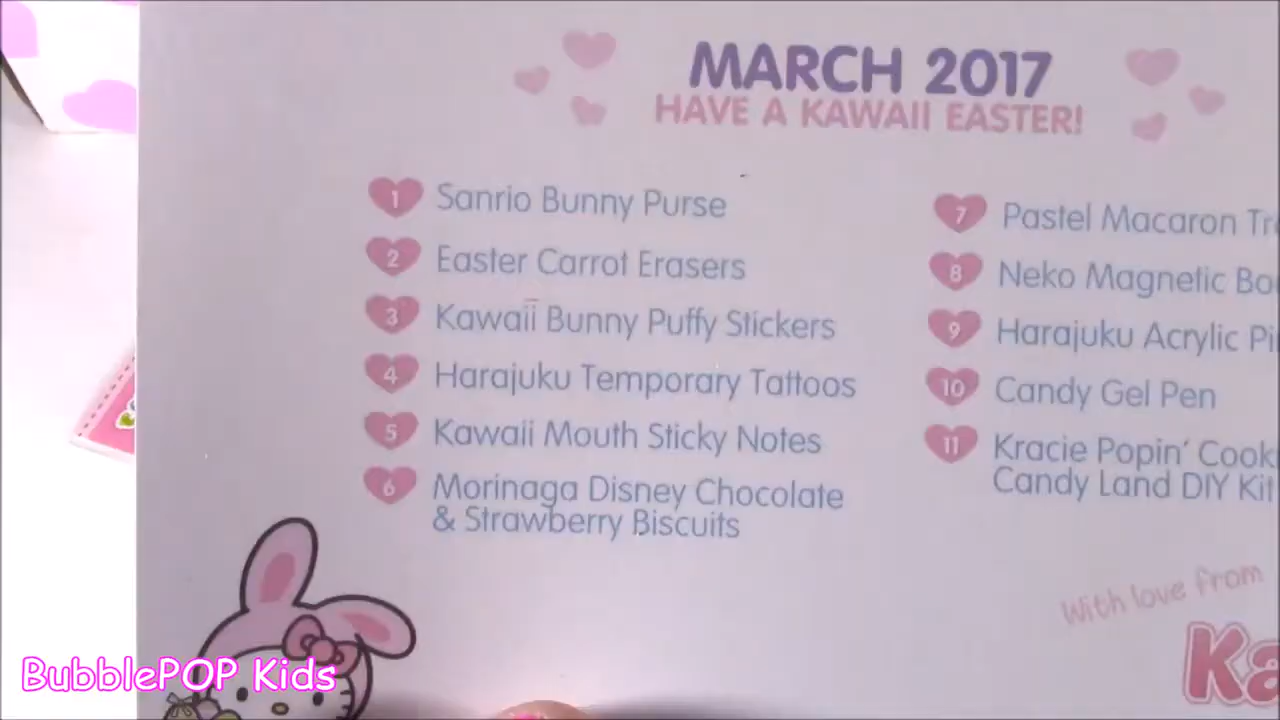 MARCH 2017
HAVE A KAWAII EASTER!
1 Sanrio Bunny Purse
2 Easter Carrot Erasers
3 Kawaii Bunny Puffy Stickers
4 Harajuku Temporary Tattoos
5 Kawaii Mouth Sticky Notes
6 Morinaga Disney Chocolate
& Strawberry Biscuits
7 Pastel Macaron
8 Neko Magnetic
9 Harajuku Acrylic
10 Candy Gel Pen
11 Kracie Popin' Cook
Candy Land DIY Kit
With love from
BubblePOP Kids